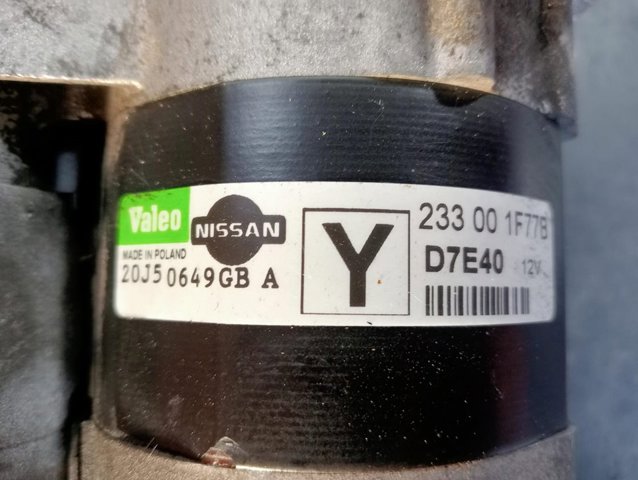 Valeo
NISSAN
MADE IN POLAND
20J5 0649GB A
Y
233 00 1F77B
D7E40 12V